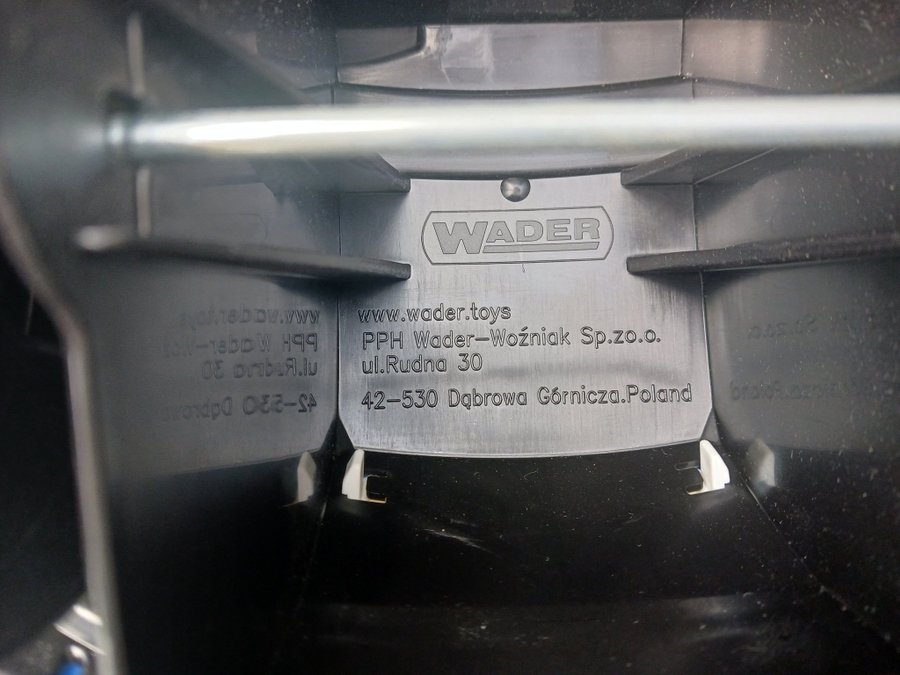 WADER
www.wader.toys
PPH Wader-Woźniak Sp.zo.o.
ul.Rudna 30
42-530 Dąbrowa Górnicza.Poland